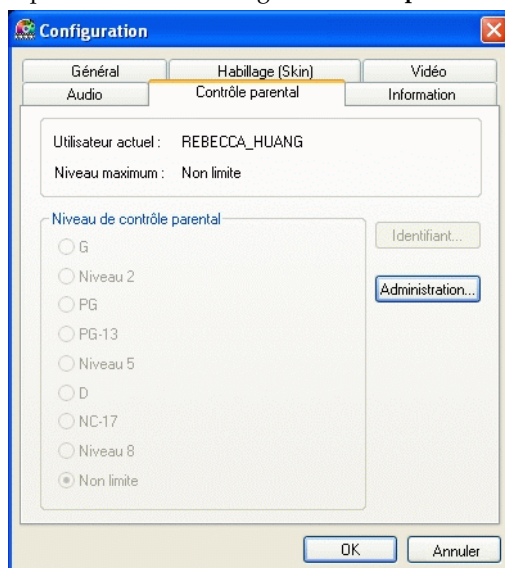 Configuration
Général Habillage (Skin) Vidéo
Audio Contrôle parental Information
Utilisateur actuel : REBECCA_HUANG
Niveau maximum : Non limite
Niveau de contrôle parental
G
Niveau 2
PG
PG-13
Niveau 5
D
NC-17
Niveau 8
Non limite
Identifiant...
Administration...
OK Annuler